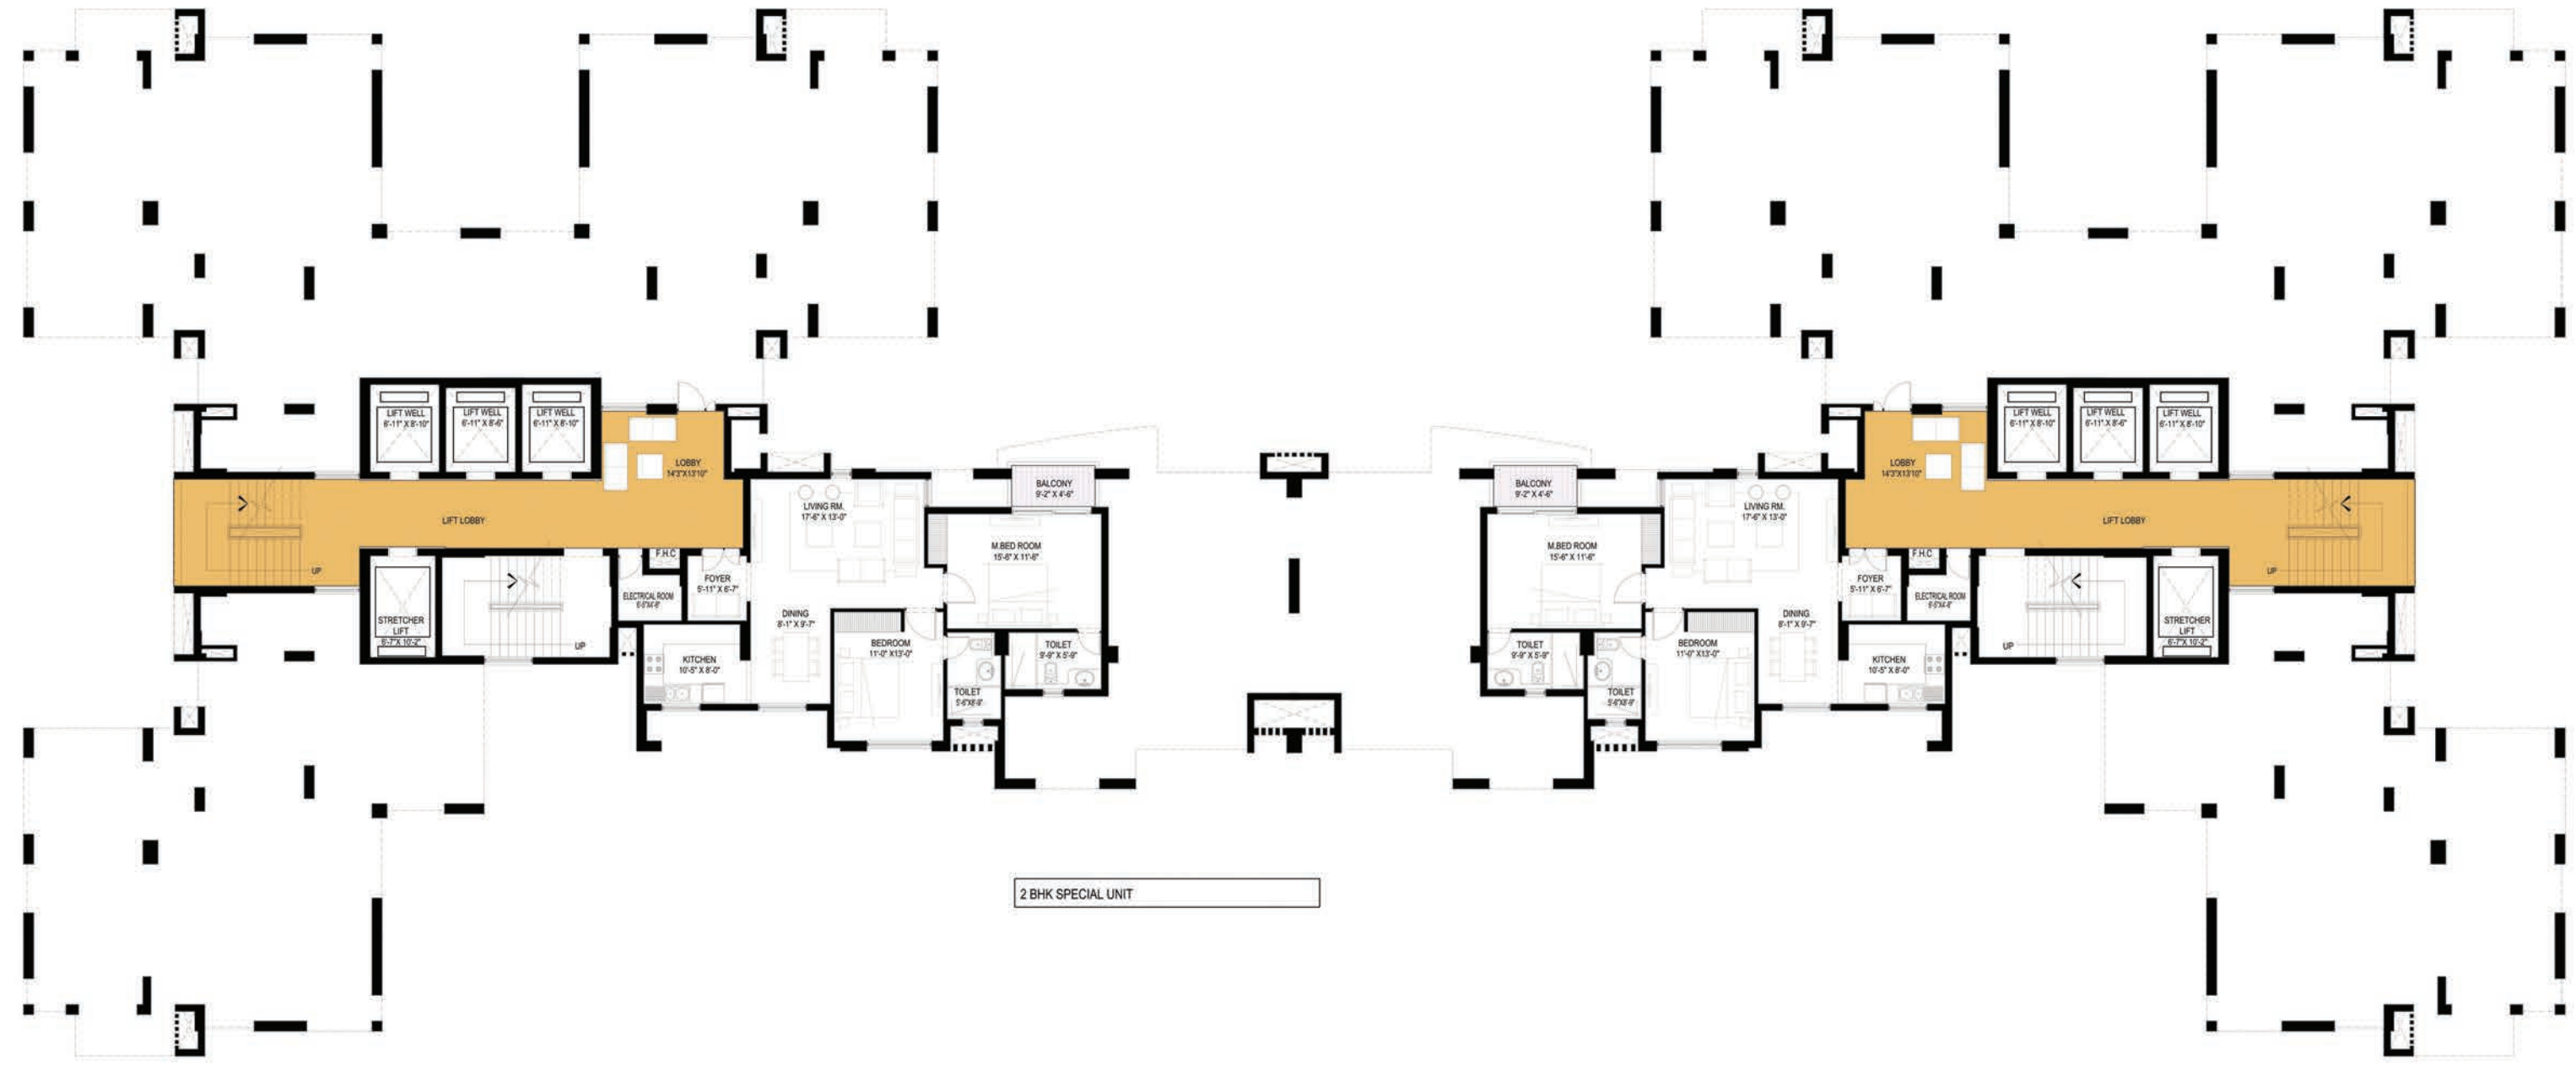 LIFT WELL
6'-11" X 8'-10"
LIFT WELL
6'-11" X 8'-6"
LIFT WELL
6'-11" X 8'-10"
LOBBY
14'3"X13'10"
LIFT LOBBY
UP
STRETCHER
LIFT
6'-7"X 10'-2"
UP
F.H.C
ELECTRICAL ROOM
FOYER
5'-11" X 6'-7"
KITCHEN
10'-5" X 8'-0"
LIVING RM.
17'-6" X 13'-0"
DINING
8'-1" X 9'-7"
BEDROOM
11'-0" X13'-0"
BALCONY
9'-2" X 4'-6"
M.BED ROOM
15'-6" X 11'-6"
TOILET
9'-9" X 5'-9"
TOILET
5'-6"X8'-9"
BALCONY
9'-2" X 4'-6"
M.BED ROOM
15'-6" X 11'-6"
TOILET
9'-9" X 5'-9"
TOILET
5'-6"X8'-9"
LIVING RM.
17'-6" X 13'-0"
BEDROOM
11'-0" X13'-0"
DINING
8'-1" X 9'-7"
LOBBY
14'3"X13'10"
LIFT WELL
6'-11" X 8'-10"
LIFT WELL
6'-11" X 8'-6"
LIFT WELL
6'-11" X 8'-10"
LIFT LOBBY
UP
F.H.C
FOYER
5'-11" X 6'-7"
ELECTRICAL ROOM
KITCHEN
10'-5" X 8'-0"
UP
STRETCHER
LIFT
6'-7"X 10'-2"
2 BHK SPECIAL UNIT